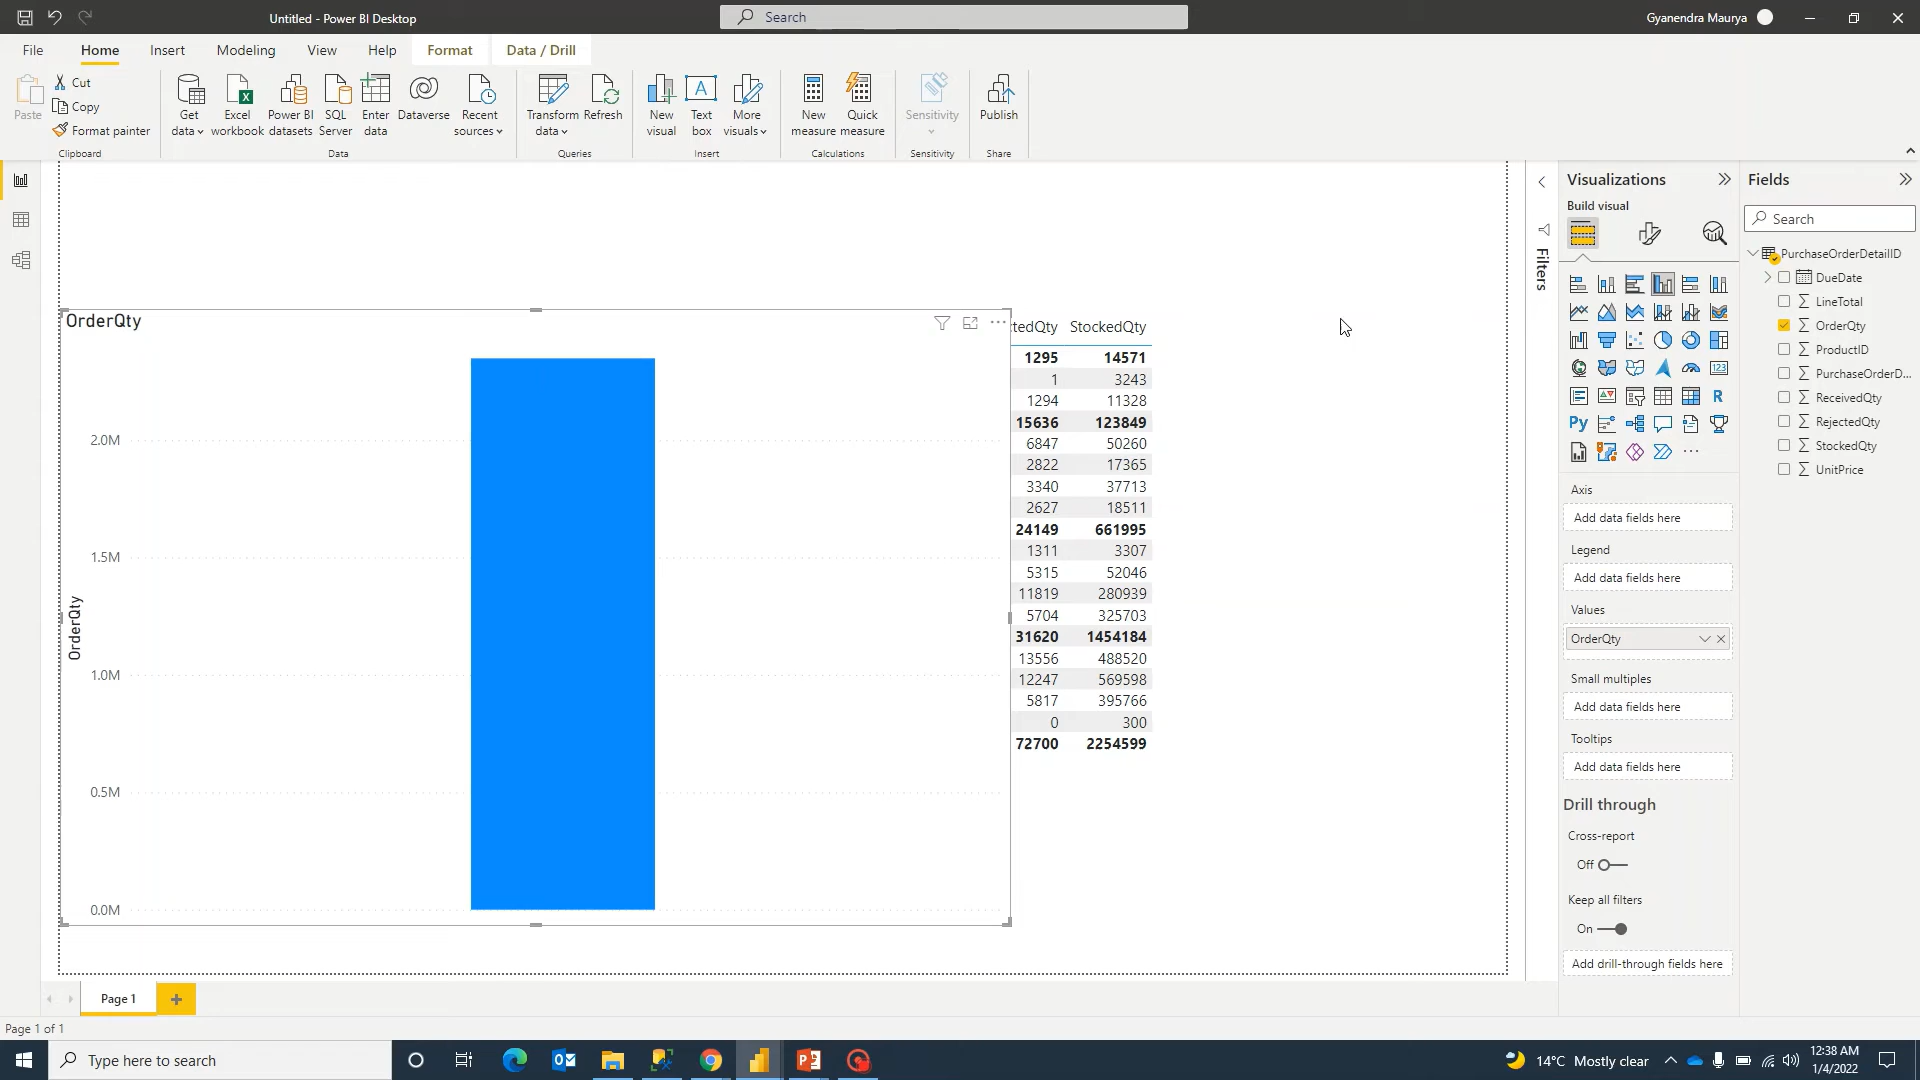 Untitled - Power BI Desktop
Search
Gyanendra Maurya
File Home Insert Modeling View Help Format Data / Drill
Paste
Cut
Copy
Format painter
Clipboard
Get data
Excel workbook
Power BI datasets
SQL Server
Enter data
Dataverse
Recent sources
Data
Transform data
Refresh
Queries
New visual
Text box
More visuals
Insert
New measure
Quick measure
Calculations
Sensitivity
Sensitivity
Publish
Share
OrderQty
2.0M
1.5M
1.0M
0.5M
0.0M
OrderQty
tedQty StockedQty
1295 14571
1 3243
1294 11328
15636 123849
6847 50260
2822 17365
3340 37713
2627 18511
24149 661995
1311 3307
5315 52046
11819 280939
5704 325703
31620 1454184
13556 488520
12247 569598
5817 395766
0 300
72700 2254599
Filters
Visualizations
Build visual
123
R
Py
Axis
Add data fields here
Legend
Add data fields here
Values
OrderQty
Small multiples
Add data fields here
Tooltips
Add data fields here
Drill through
Cross-report
Off
Keep all filters
On
Add drill-through fields here
Fields
Search
PurchaseOrderDetailID
DueDate
LineTotal
OrderQty
ProductID
PurchaseOrderD...
ReceivedQty
RejectedQty
StockedQty
UnitPrice
Page 1
Page 1 of 1
Type here to search
14°C Mostly clear
12:38 AM
1/4/2022